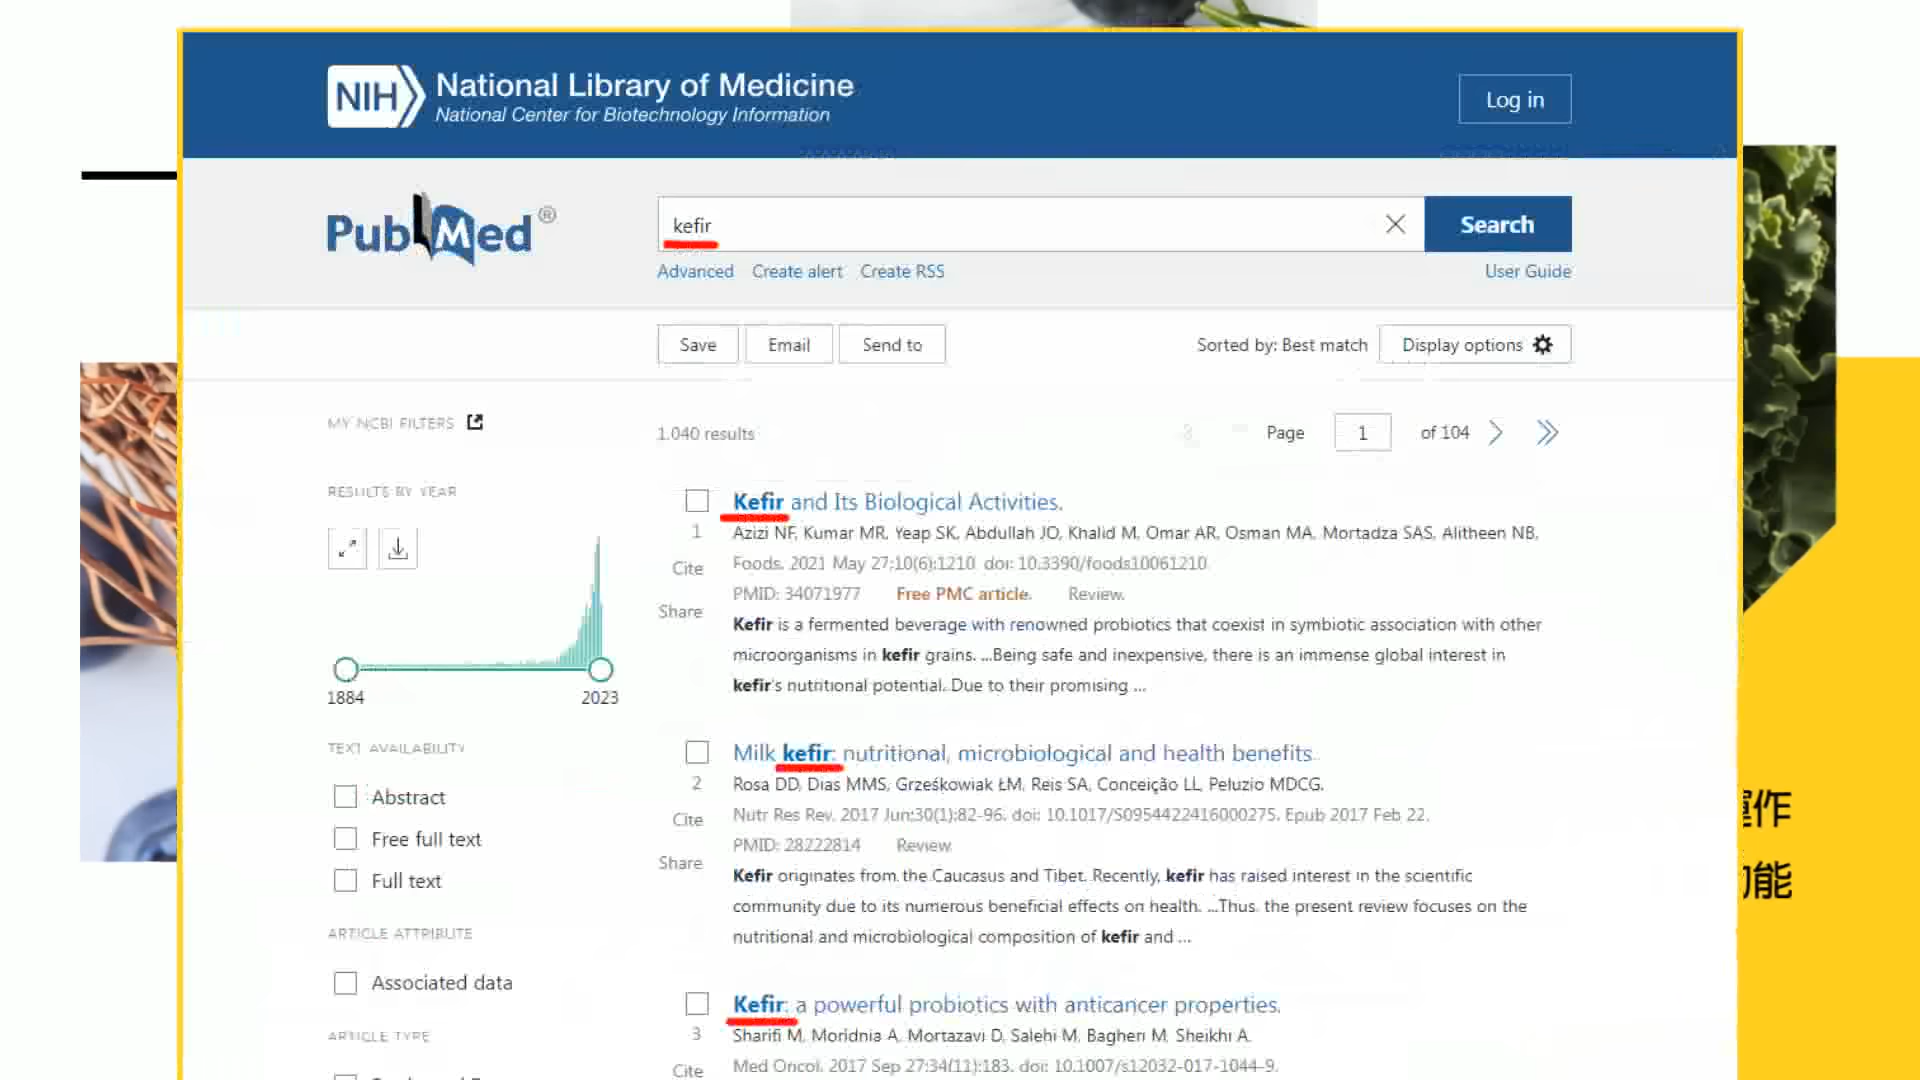 NIH National Library of Medicine
National Center for Biotechnology Information
Log in
PubMed®
kefir
Search
Advanced Create alert Create RSS
User Guide
Save Email Send to
Sorted by: Best match
Display options
MY NCBI FILTERS
1,040 results
Page 1 of 104
RESULTS BY YEAR
1884 2023
TEXT AVAILABILITY
Abstract
Free full text
Full text
ARTICLE ATTRIBUTE
Associated data
ARTICLE TYPE
Kefir and Its Biological Activities.
1
Azizi NF, Kumar MR, Yeap SK, Abdullah JO, Khalid M, Omar AR, Osman MA, Mortadza SAS, Alitheen NB.
Cite
Foods. 2021 May 27;10(6):1210. doi: 10.3390/foods10061210.
PMID: 34071977 Free PMC article. Review.
Share
Kefir is a fermented beverage with renowned probiotics that coexist in symbiotic association with other
microorganisms in kefir grains. ...Being safe and inexpensive, there is an immense global interest in
kefir's nutritional potential. Due to their promising ...
Milk kefir: nutritional, microbiological and health benefits.
2
Rosa DD, Dias MMS, Grześkowiak ŁM, Reis SA, Conceição LL, Peluzio MDCG.
Cite
Nutr Res Rev. 2017 Jun;30(1):82-96. doi: 10.1017/S0954422416000275. Epub 2017 Feb 22.
PMID: 28222814 Review.
Share
Kefir originates from the Caucasus and Tibet. Recently, kefir has raised interest in the scientific
community due to its numerous beneficial effects on health. ...Thus, the present review focuses on the
nutritional and microbiological composition of kefir and ...
Kefir: a powerful probiotics with anticancer properties.
3
Sharifi M, Moridnia A, Mortazavi D, Salehi M, Bagheri M, Sheikhi A.
Cite
Med Oncol. 2017 Sep 27;34(11):183. doi: 10.1007/s12032-017-1044-9.
作
能